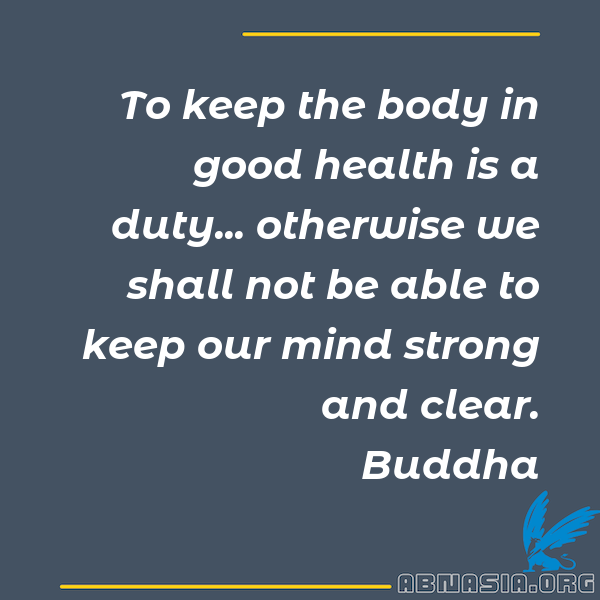 To keep the body in
good health is a
duty... otherwise we
shall not be able to
keep our mind strong
and clear.
Buddha
ABNASIA.ORG